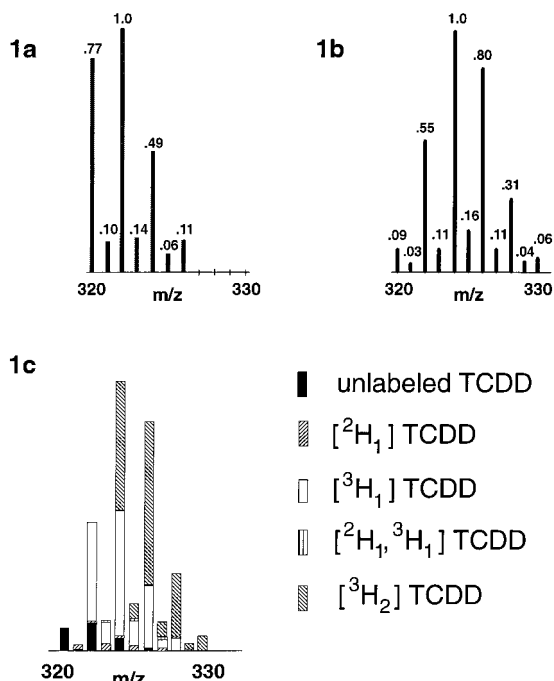 1a
1.0
.77
.10
.14
.49
.06
.11
320
m/z
330
1b
1.0
.80
.55
.31
.09
.03
.11
.16
.11
.04
.06
320
m/z
330
1c
320
m/z
330
unlabeled TCDD
[²H₁] TCDD
[³H₁] TCDD
[²H₁,³H₁] TCDD
[³H₂] TCDD